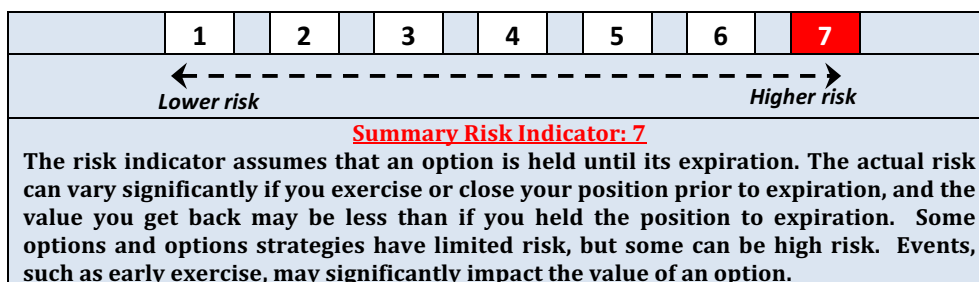 1 2 3 4 5 6 7
Lower risk Higher risk
Summary Risk Indicator: 7
The risk indicator assumes that an option is held until its expiration. The actual risk
can vary significantly if you exercise or close your position prior to expiration, and the
value you get back may be less than if you held the position to expiration. Some
options and options strategies have limited risk, but some can be high risk. Events,
such as early exercise, may significantly impact the value of an option.